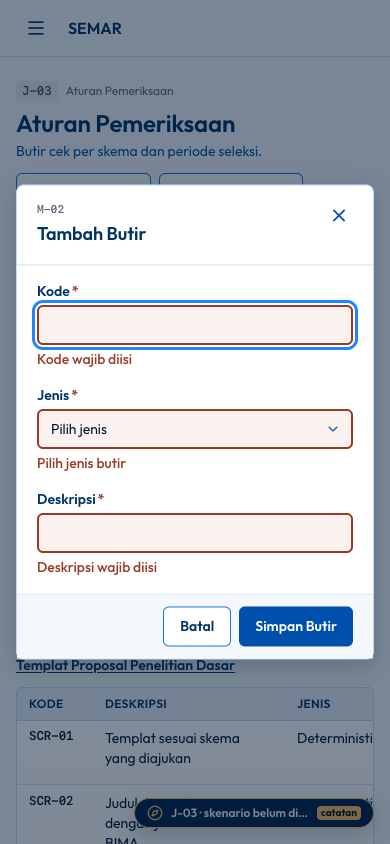 SEMAR
J-03 Aturan Pemeriksaan
Aturan Pemeriksaan
Butir cek per skema dan periode seleksi.
M-02
Tambah Butir
Kode *
Kode wajib diisi
Jenis *
Pilih jenis
Pilih jenis butir
Deskripsi *
Deskripsi wajib diisi
Batal Simpan Butir
Templat Proposal Penelitian Dasar
KODE DESKRIPSI JENIS
SCR-01 Templat sesuai skema Deterministi
yang diajukan
SCR-02 Judul
J-03 · skenario belum di... catatan
BIMA